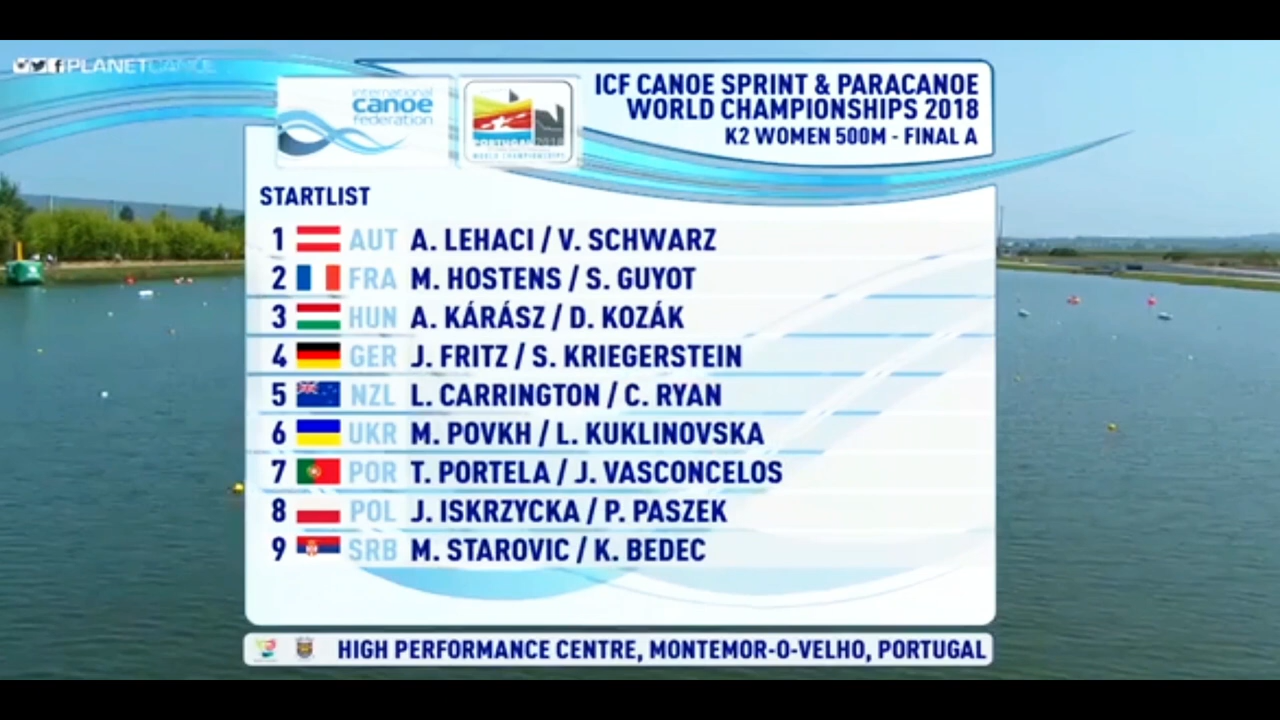 PLANETCANOE
international
canoe
federation
PORTUGAL 2018
WORLD CHAMPIONSHIPS
ICF CANOE SPRINT & PARACANOE
WORLD CHAMPIONSHIPS 2018
K2 WOMEN 500M - FINAL A
STARTLIST
1 AUT A. LEHACI / V. SCHWARZ
2 FRA M. HOSTENS / S. GUYOT
3 HUN A. KÁRÁSZ / D. KOZÁK
4 GER J. FRITZ / S. KRIEGERSTEIN
5 NZL L. CARRINGTON / C. RYAN
6 UKR M. POVKH / L. KUKLINOVSKA
7 POR T. PORTELA / J. VASCONCELOS
8 POL J. ISKRZYCKA / P. PASZEK
9 SRB M. STAROVIC / K. BEDEC
HIGH PERFORMANCE CENTRE, MONTEMOR-O-VELHO, PORTUGAL